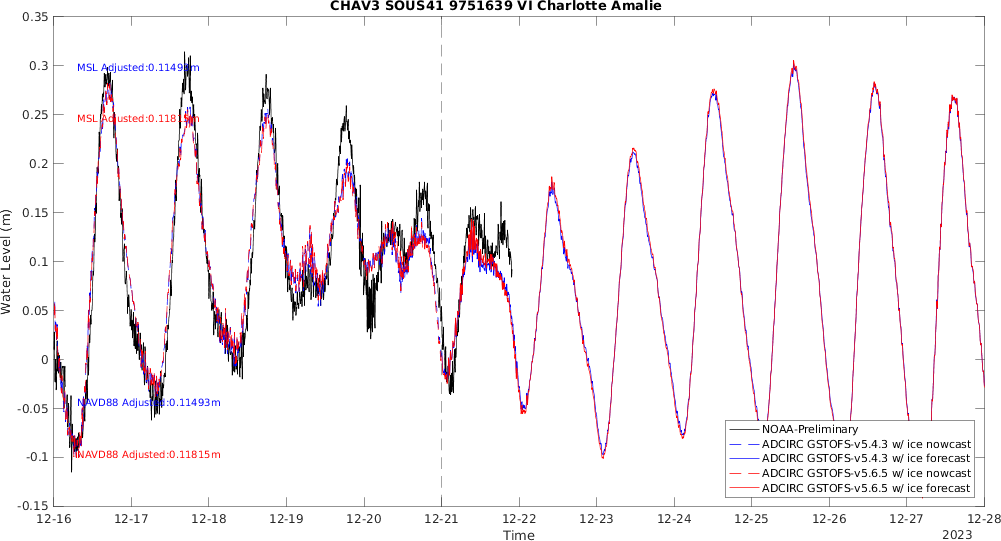 CHAV3 SOUS41 9751639 VI Charlotte Amalie
0.35
0.3
0.25
0.2
0.15
0.1
0.05
0
-0.05
-0.1
-0.15
Water Level (m)
MSL Adjusted:0.11493m
MSL Adjusted:0.11815m
NAVD88 Adjusted:0.11493m
NAVD88 Adjusted:0.11815m
NOAA-Preliminary
ADCIRC GSTOFS-v5.4.3 w/ ice nowcast
ADCIRC GSTOFS-v5.4.3 w/ ice forecast
ADCIRC GSTOFS-v5.6.5 w/ ice nowcast
ADCIRC GSTOFS-v5.6.5 w/ ice forecast
12-16 12-17 12-18 12-19 12-20 12-21 12-22 12-23 12-24 12-25 12-26 12-27 12-28
Time
2023